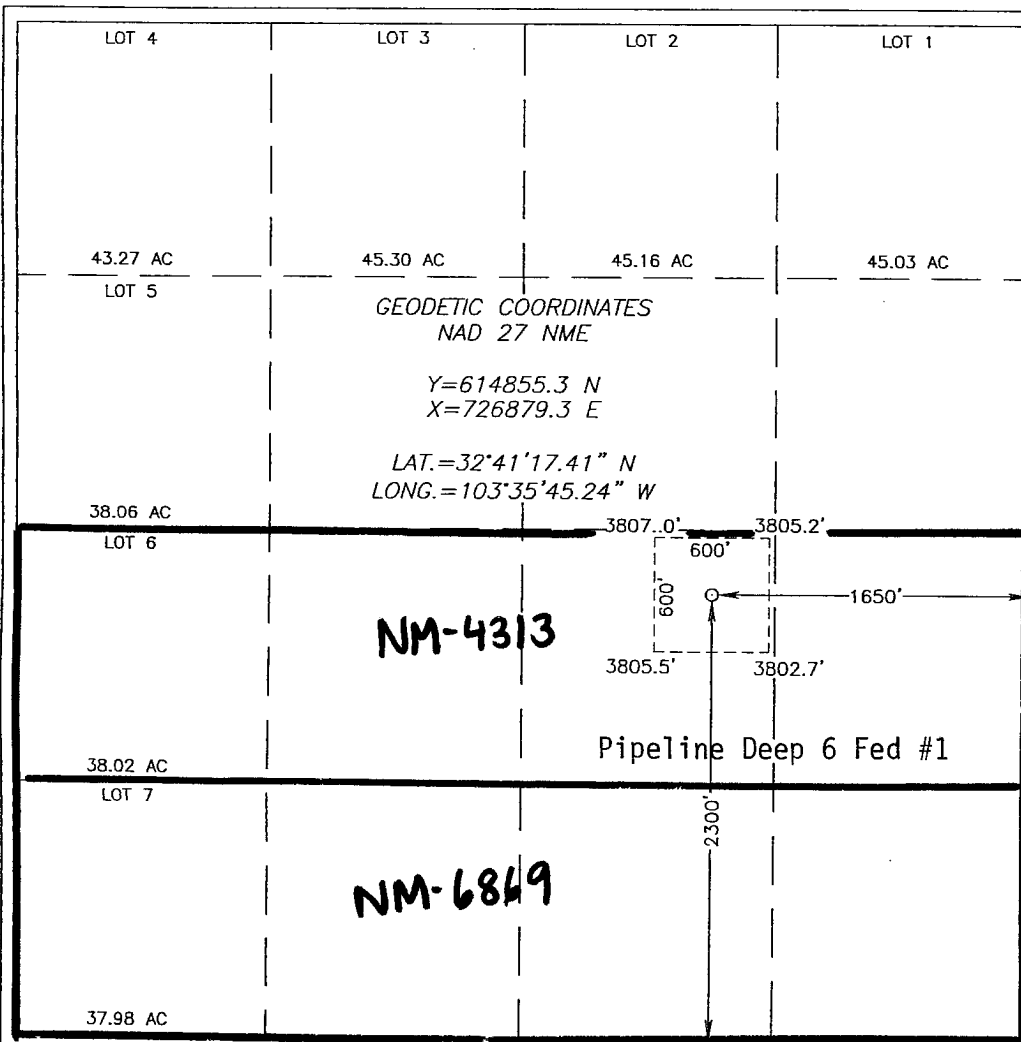 LOT 4
LOT 3
LOT 2
LOT 1
43.27 AC
45.30 AC
45.16 AC
45.03 AC
LOT 5
GEODETIC COORDINATES
NAD 27 NME
Y=614855.3 N
X=726879.3 E
LAT.=32°41'17.41" N
LONG.=103°35'45.24" W
38.06 AC
LOT 6
3807.0'
3805.2'
600'
600'
1650'
NM-4313
3805.5'
3802.7'
Pipeline Deep 6 Fed #1
38.02 AC
LOT 7
2300'
NM-6869
37.98 AC